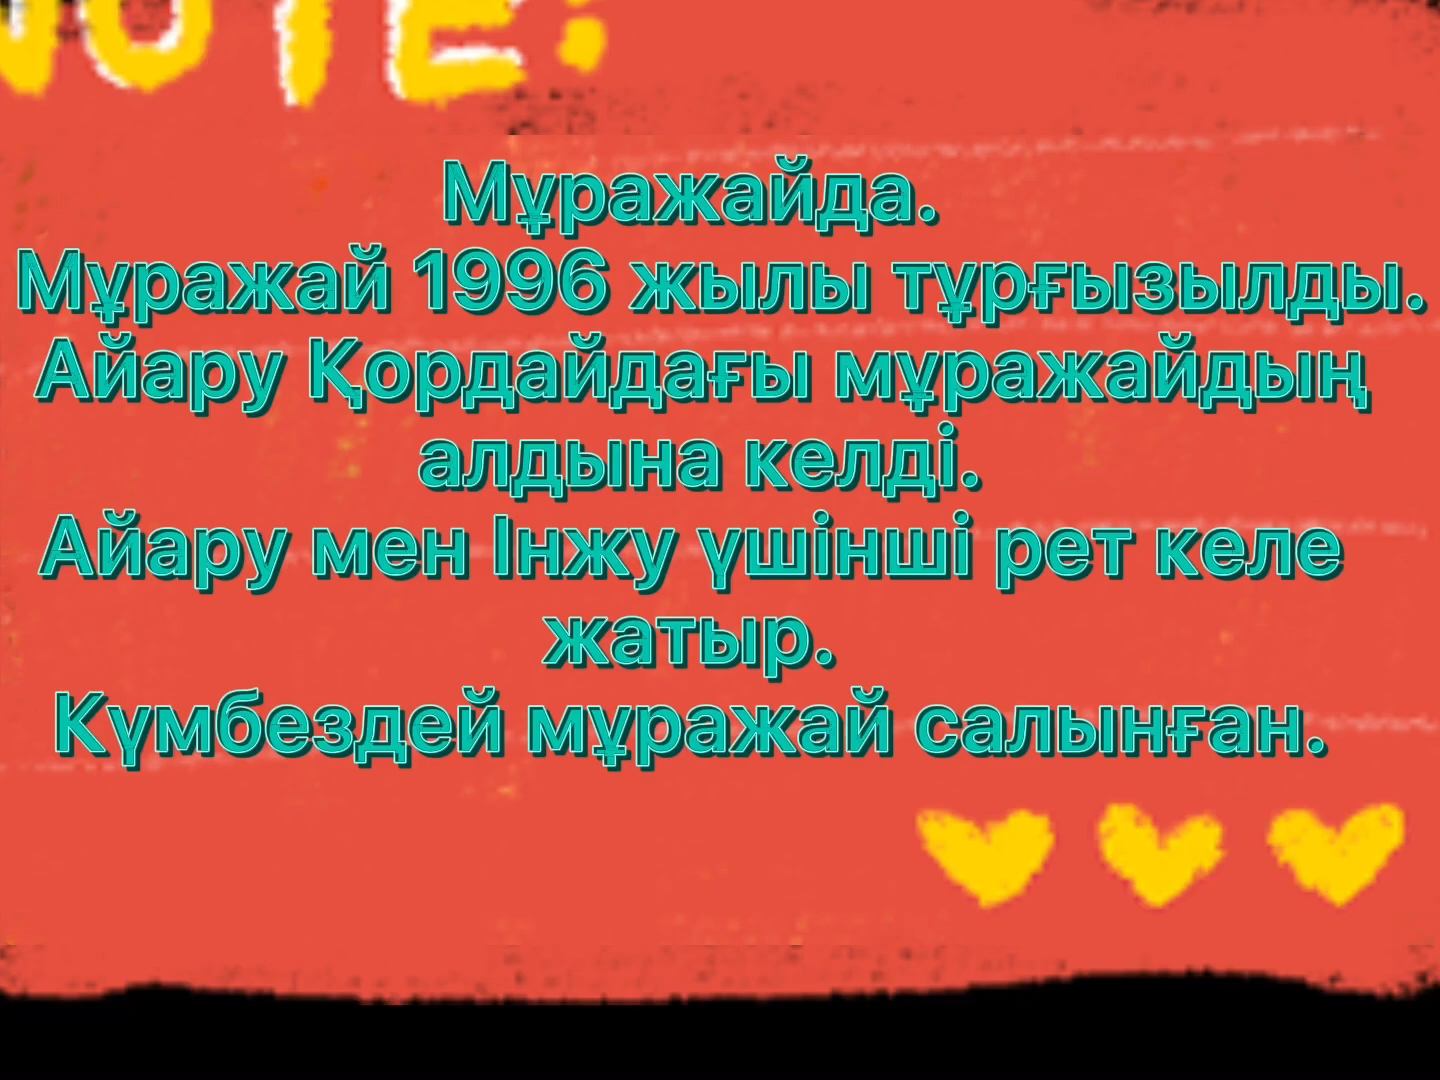 NOTE:
Мұражайда.
Мұражай 1996 жылы тұрғызылды.
Айару Қордайдағы мұражайдың
алдына келді.
Айару мен Інжу үшінші рет келе
жатыр.
Күмбездей мұражай салынған.